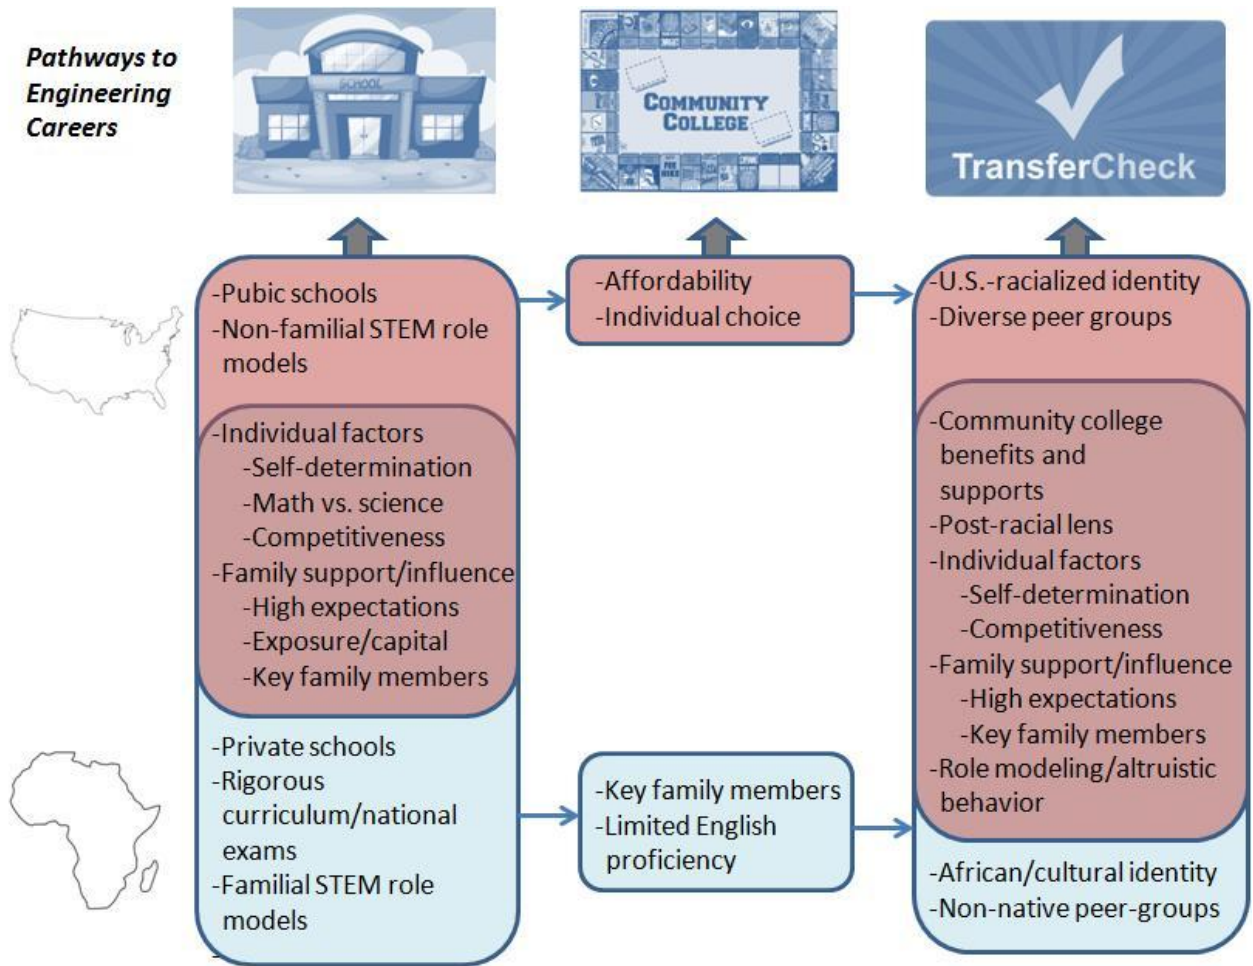 Pathways to
Engineering
Careers
SCHOOL
COMMUNITY
COLLEGE
TransferCheck
-Pubic schools
-Non-familial STEM role
models
-Individual factors
-Self-determination
-Math vs. science
-Competitiveness
-Family support/influence
-High expectations
-Exposure/capital
-Key family members
-Private schools
-Rigorous
curriculum/national
exams
-Familial STEM role
models
-
-Affordability
-Individual choice
-Key family members
-Limited English
proficiency
-U.S.-racialized identity
-Diverse peer groups
-Community college
benefits and
supports
-Post-racial lens
-Individual factors
-Self-determination
-Competitiveness
-Family support/influence
-High expectations
-Key family members
-Role modeling/altruistic
behavior
-African/cultural identity
-Non-native peer-groups